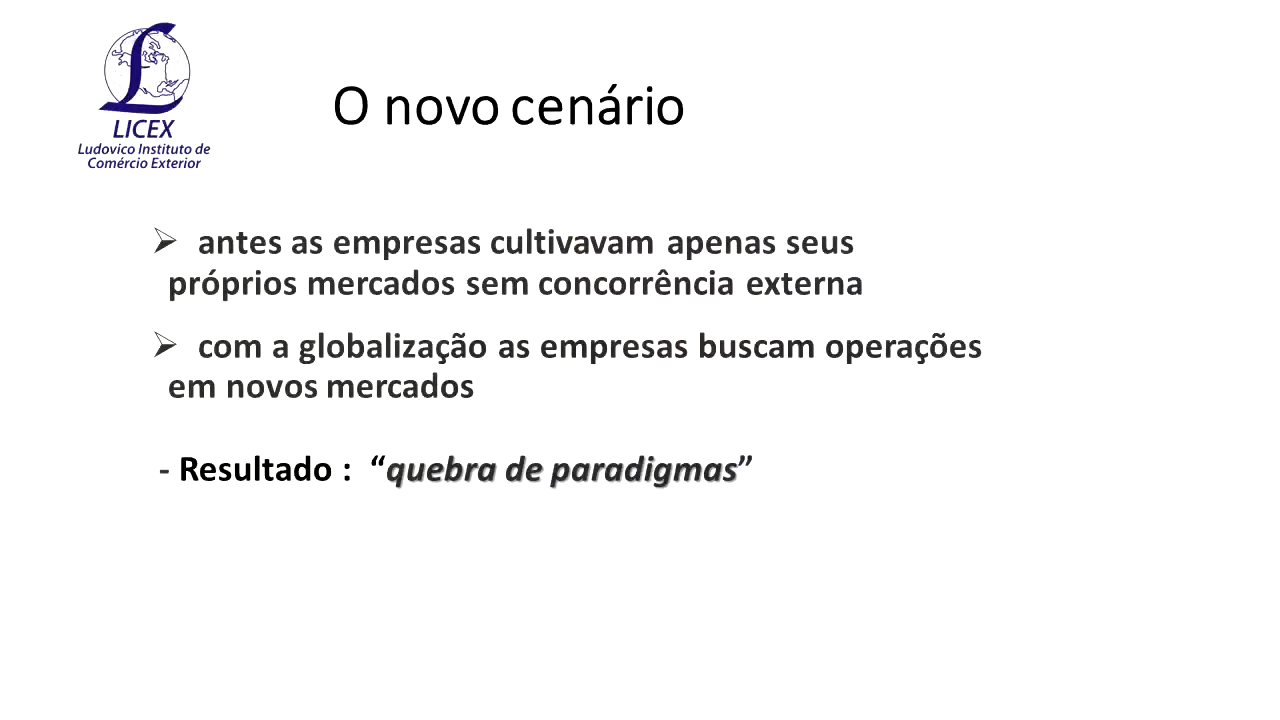 LICEX
Ludovico Instituto de
Comércio Exterior
O novo cenário
➢ antes as empresas cultivavam apenas seus
próprios mercados sem concorrência externa
➢ com a globalização as empresas buscam operações
em novos mercados
- Resultado : “quebra de paradigmas”